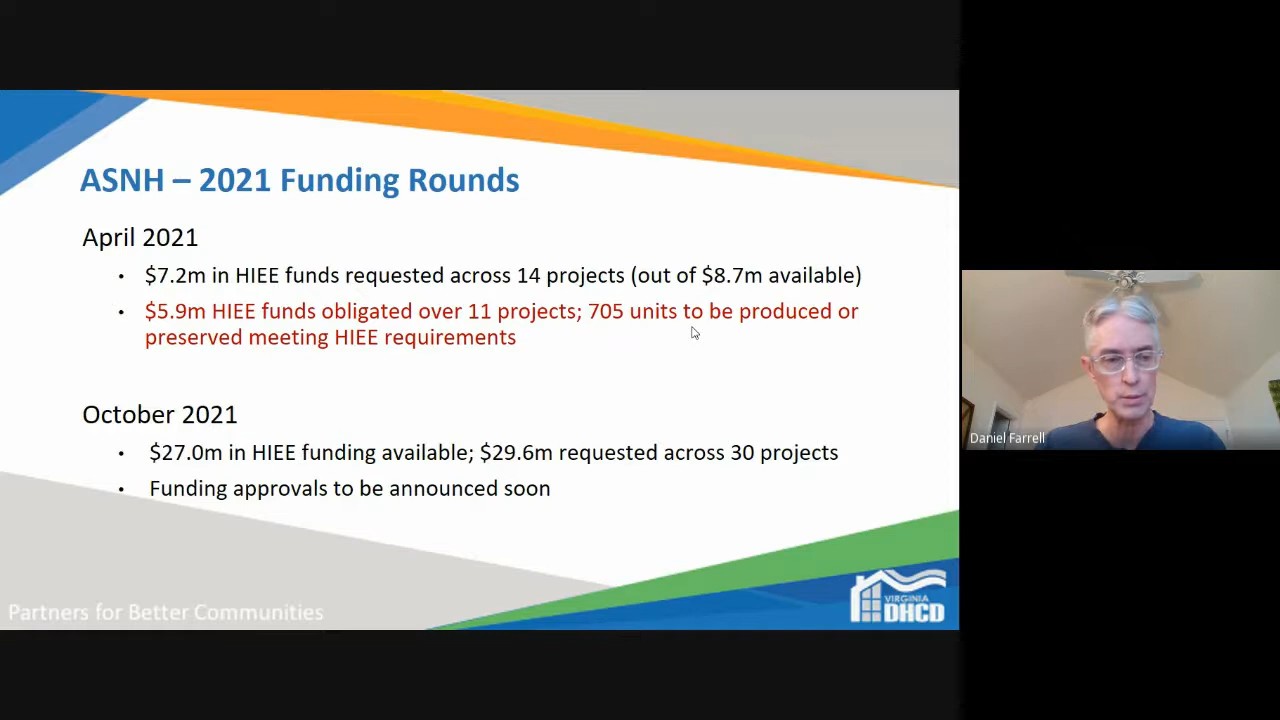 ASNH – 2021 Funding Rounds
April 2021
• $7.2m in HIEE funds requested across 14 projects (out of $8.7m available)
• $5.9m HIEE funds obligated over 11 projects; 705 units to be produced or
preserved meeting HIEE requirements
October 2021
• $27.0m in HIEE funding available; $29.6m requested across 30 projects
• Funding approvals to be announced soon
Partners for Better Communities
VIRGINIA
DHCD
Daniel Farrell